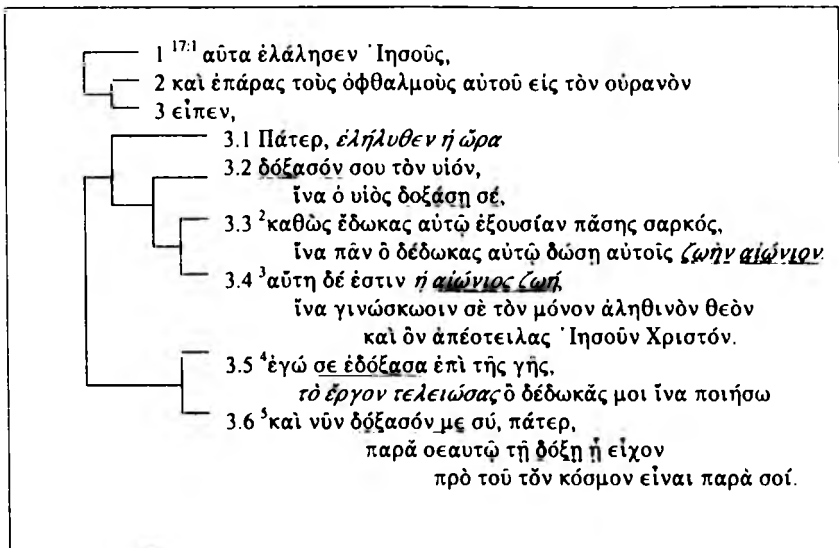 1 17:1 αῦτα ἐλάλησεν Ἰησοῦς,
2 καὶ ἐπάρας τοὺς ὀφθαλμοὺς αὐτοῦ εἰς τὸν οὐρανὸν
3 εἶπεν,
3.1 Πάτερ, ἐλήλυθεν ἡ ὥρα
3.2 δόξασόν σου τὸν υἱόν,
ἵνα ὁ υἱὸς δοξάσῃ σέ,
3.3 2καθὼς ἔδωκας αὐτῷ ἐξουσίαν πάσης σαρκός,
ἵνα πᾶν ὃ δέδωκας αὐτῷ δώσῃ αὐτοῖς ζωὴν αἰώνιον.
3.4 3αὕτη δέ ἐστιν ἡ αἰώνιος ζωή,
ἵνα γινώσκωοιν σὲ τὸν μόνον ἀληθινὸν θεὸν
καὶ ὃν ἀπέοτειλας Ἰησοῦν Χριστόν.
3.5 4ἐγώ σε ἐδόξασα ἐπὶ τῆς γῆς,
τὸ ἔργον τελειώσας ὃ δέδωκάς μοι ἵνα ποιήσω
3.6 5καὶ νῦν δόξασόν με σύ, πάτερ,
παρὰ οεαυτῷ τῇ δόξῃ ᾗ εἶχον
πρὸ τοῦ τὸν κόσμον εἶναι παρὰ σοί.